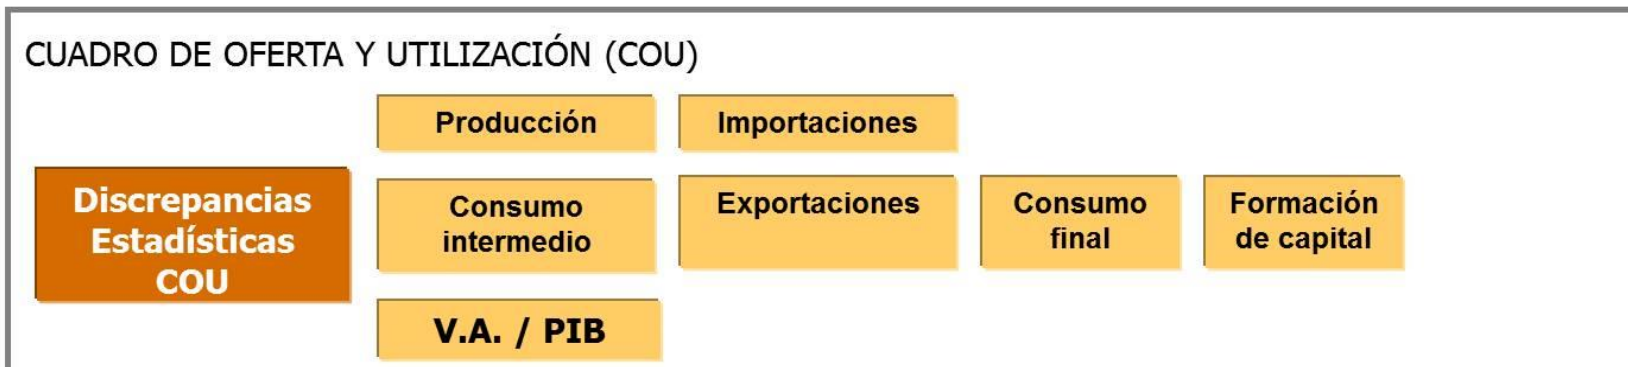 CUADRO DE OFERTA Y UTILIZACIÓN (COU)
Producción
Importaciones
Discrepancias
Estadísticas
COU
Consumo
intermedio
Exportaciones
Consumo
final
Formación
de capital
V.A. / PIB